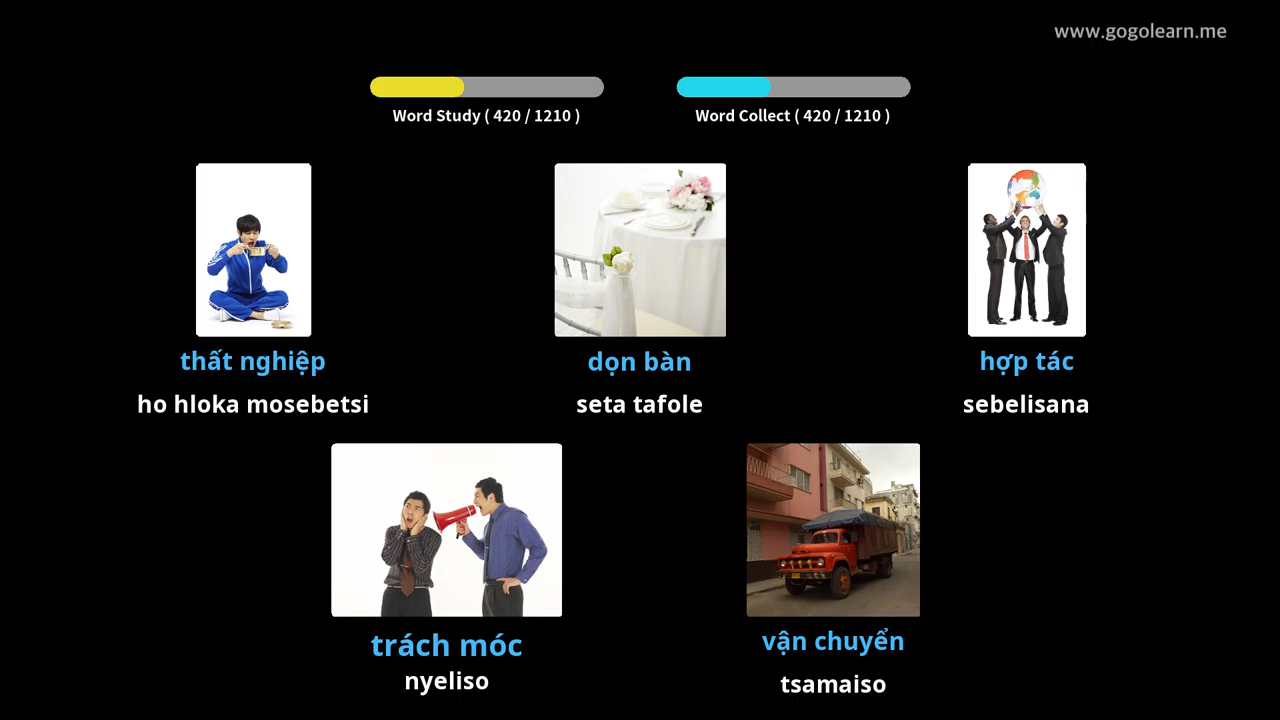 www.gogolearn.me
Word Study ( 420 / 1210 )
Word Collect ( 420 / 1210 )
thất nghiệp
ho hloka mosebetsi
dọn bàn
seta tafole
hợp tác
sebelisana
trách móc
nyeliso
vận chuyển
tsamaiso